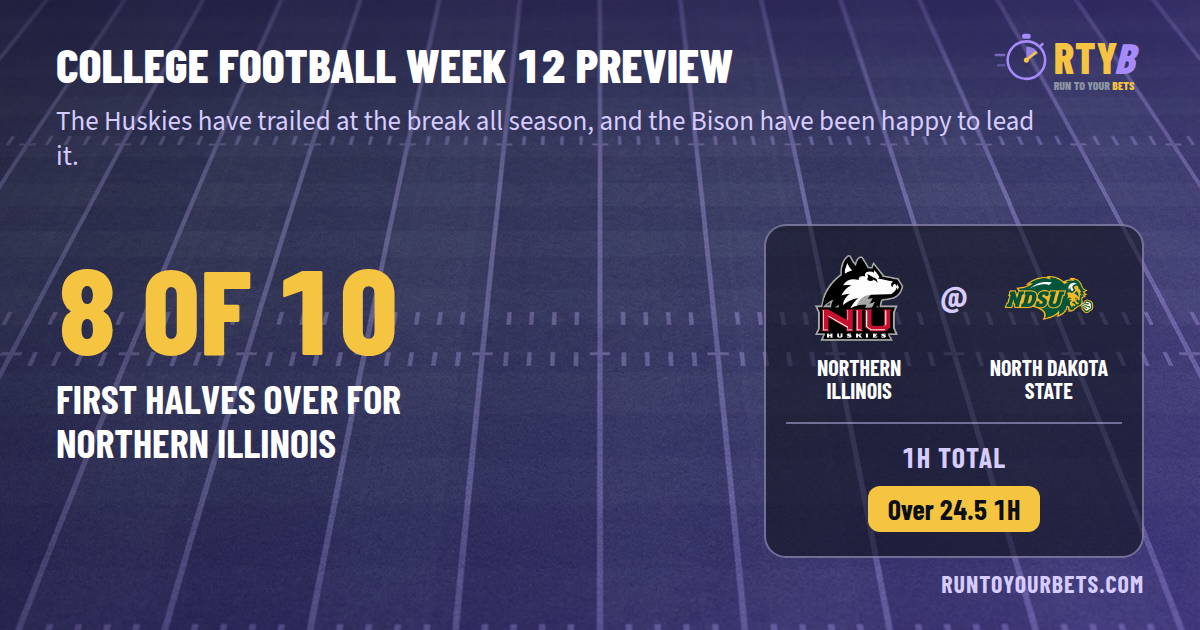 COLLEGE FOOTBALL WEEK 12 PREVIEW
RTYB
RUN TO YOUR BETS
The Huskies have trailed at the break all season, and the Bison have been happy to lead
it.
8 OF 10
FIRST HALVES OVER FOR
NORTHERN ILLINOIS
NIU
HUSKIES
@
NDSU
NORTHERN
ILLINOIS
NORTH DAKOTA
STATE
1H TOTAL
Over 24.5 1H
RUNTOYOURBETS.COM